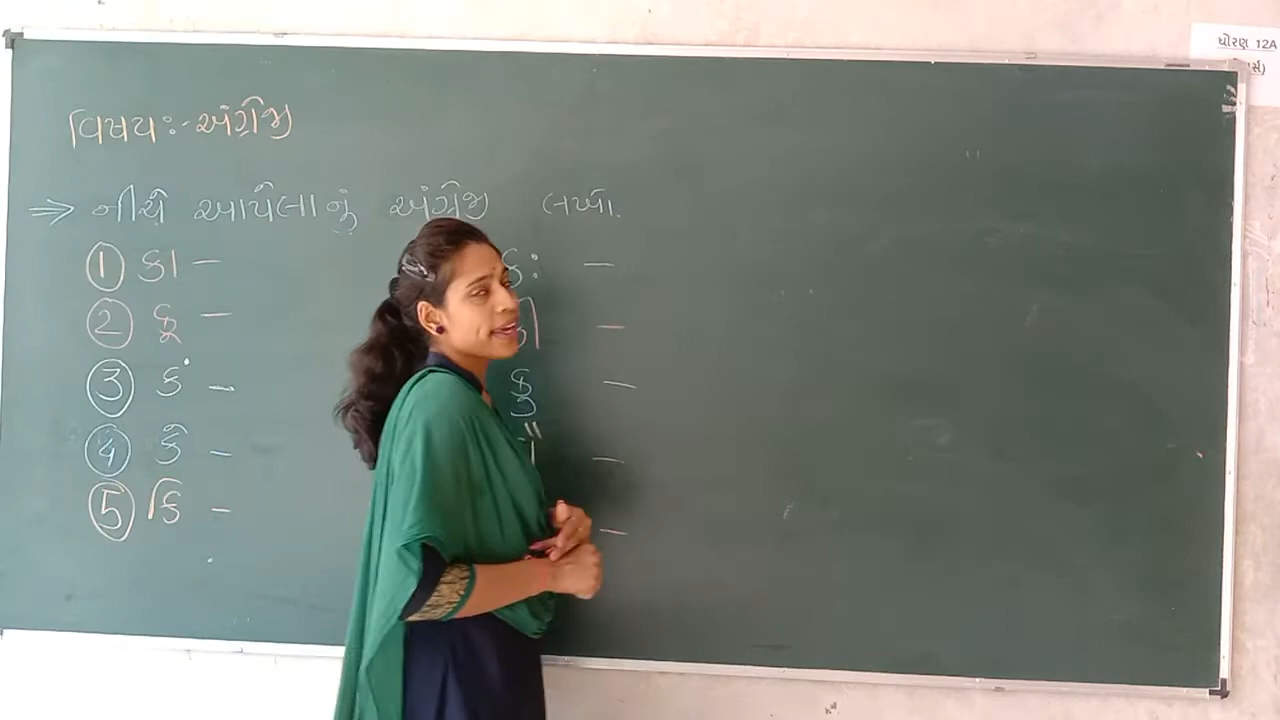 વિષય:- અંગ્રેજી
⇒ નીચે આપેલાનું અંગ્રેજી લખો.
① કા — કઃ —
② કૂ — —
③ કં — કુ —
④ કે — —
⑤ કિ — —
ધોરણ 12A